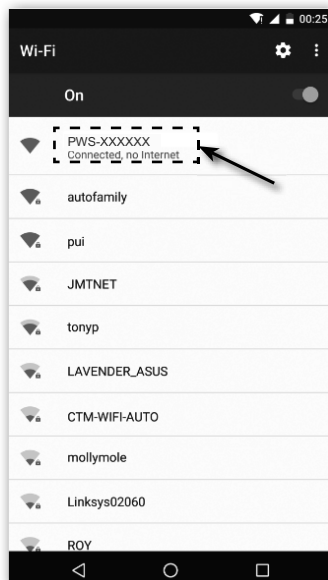 00:25
Wi-Fi
On
PWS-XXXXXX
Connected, no Internet
autofamily
pui
JMTNET
tonyp
LAVENDER_ASUS
CTM-WIFI-AUTO
mollymole
Linksys02060
ROY